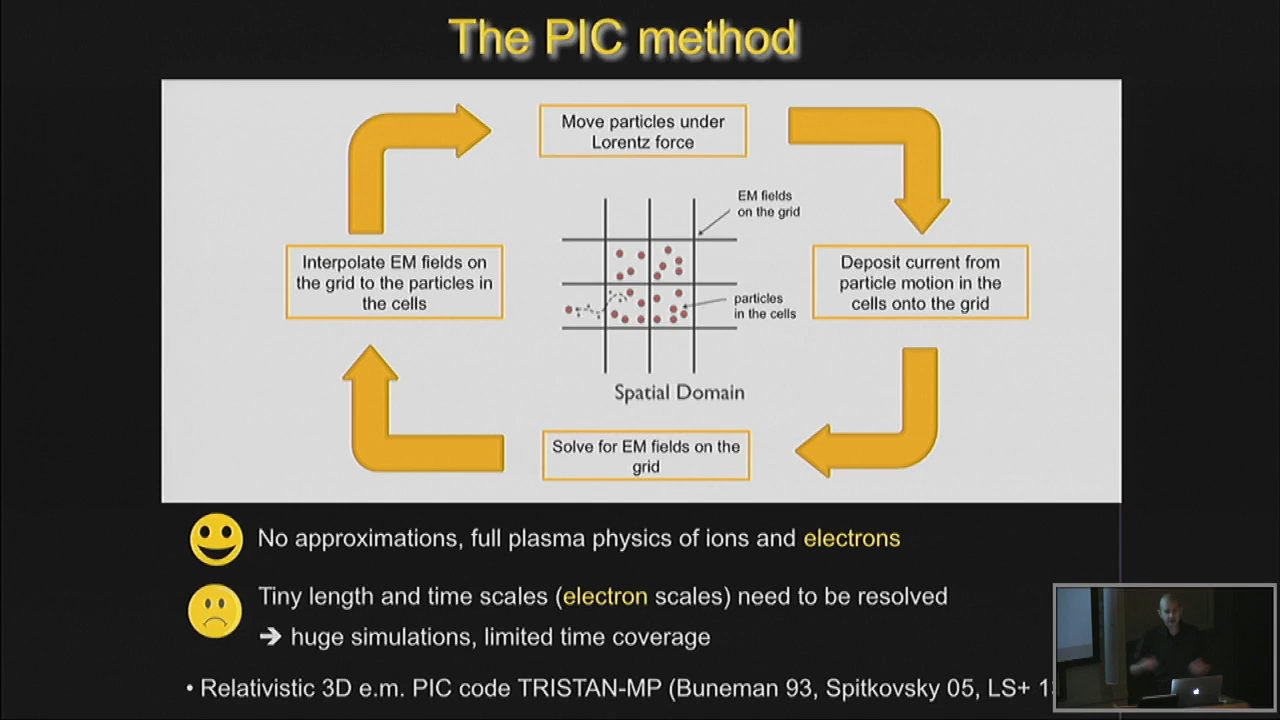 The PIC method
Move particles under
Lorentz force
EM fields
on the grid
Interpolate EM fields on
the grid to the particles in
the cells
Deposit current from
particle motion in the
cells onto the grid
particles
in the cells
Spatial Domain
Solve for EM fields on the
grid
No approximations, full plasma physics of ions and electrons
Tiny length and time scales (electron scales) need to be resolved
➔ huge simulations, limited time coverage
• Relativistic 3D e.m. PIC code TRISTAN-MP (Buneman 93, Spitkovsky 05, LS+